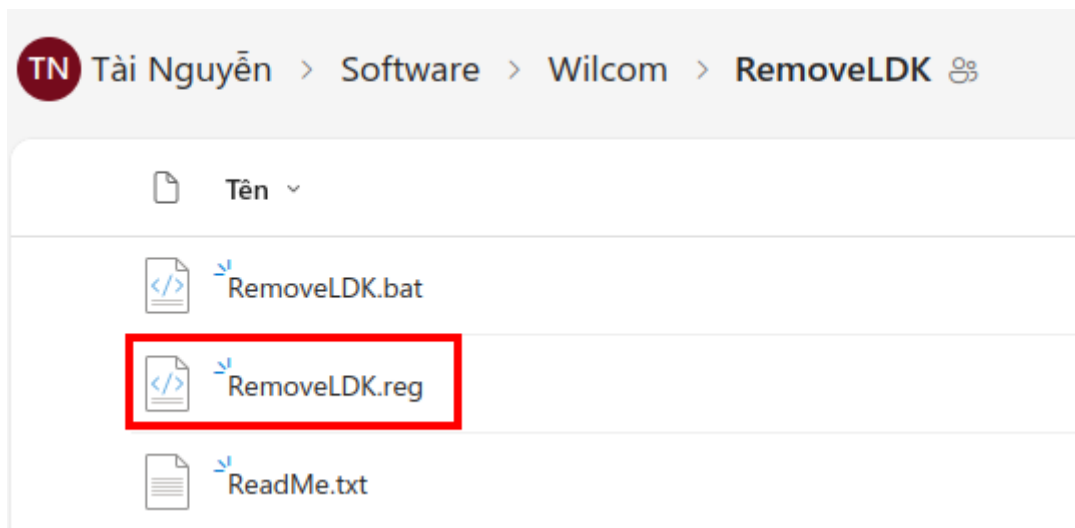 TN Tài Nguyễn > Software > Wilcom > RemoveLDK
Tên
RemoveLDK.bat
RemoveLDK.reg
ReadMe.txt